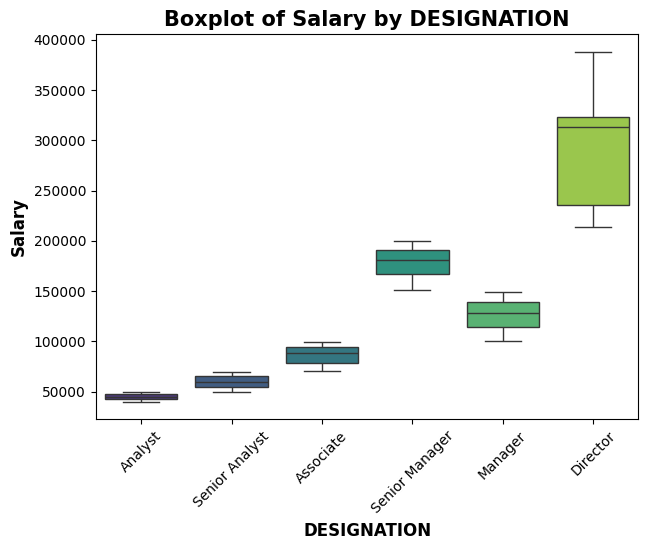 Boxplot of Salary by DESIGNATION
400000
350000
300000
250000
200000
150000
100000
50000
Salary
Analyst
Senior Analyst
Associate
Senior Manager
Manager
Director
DESIGNATION